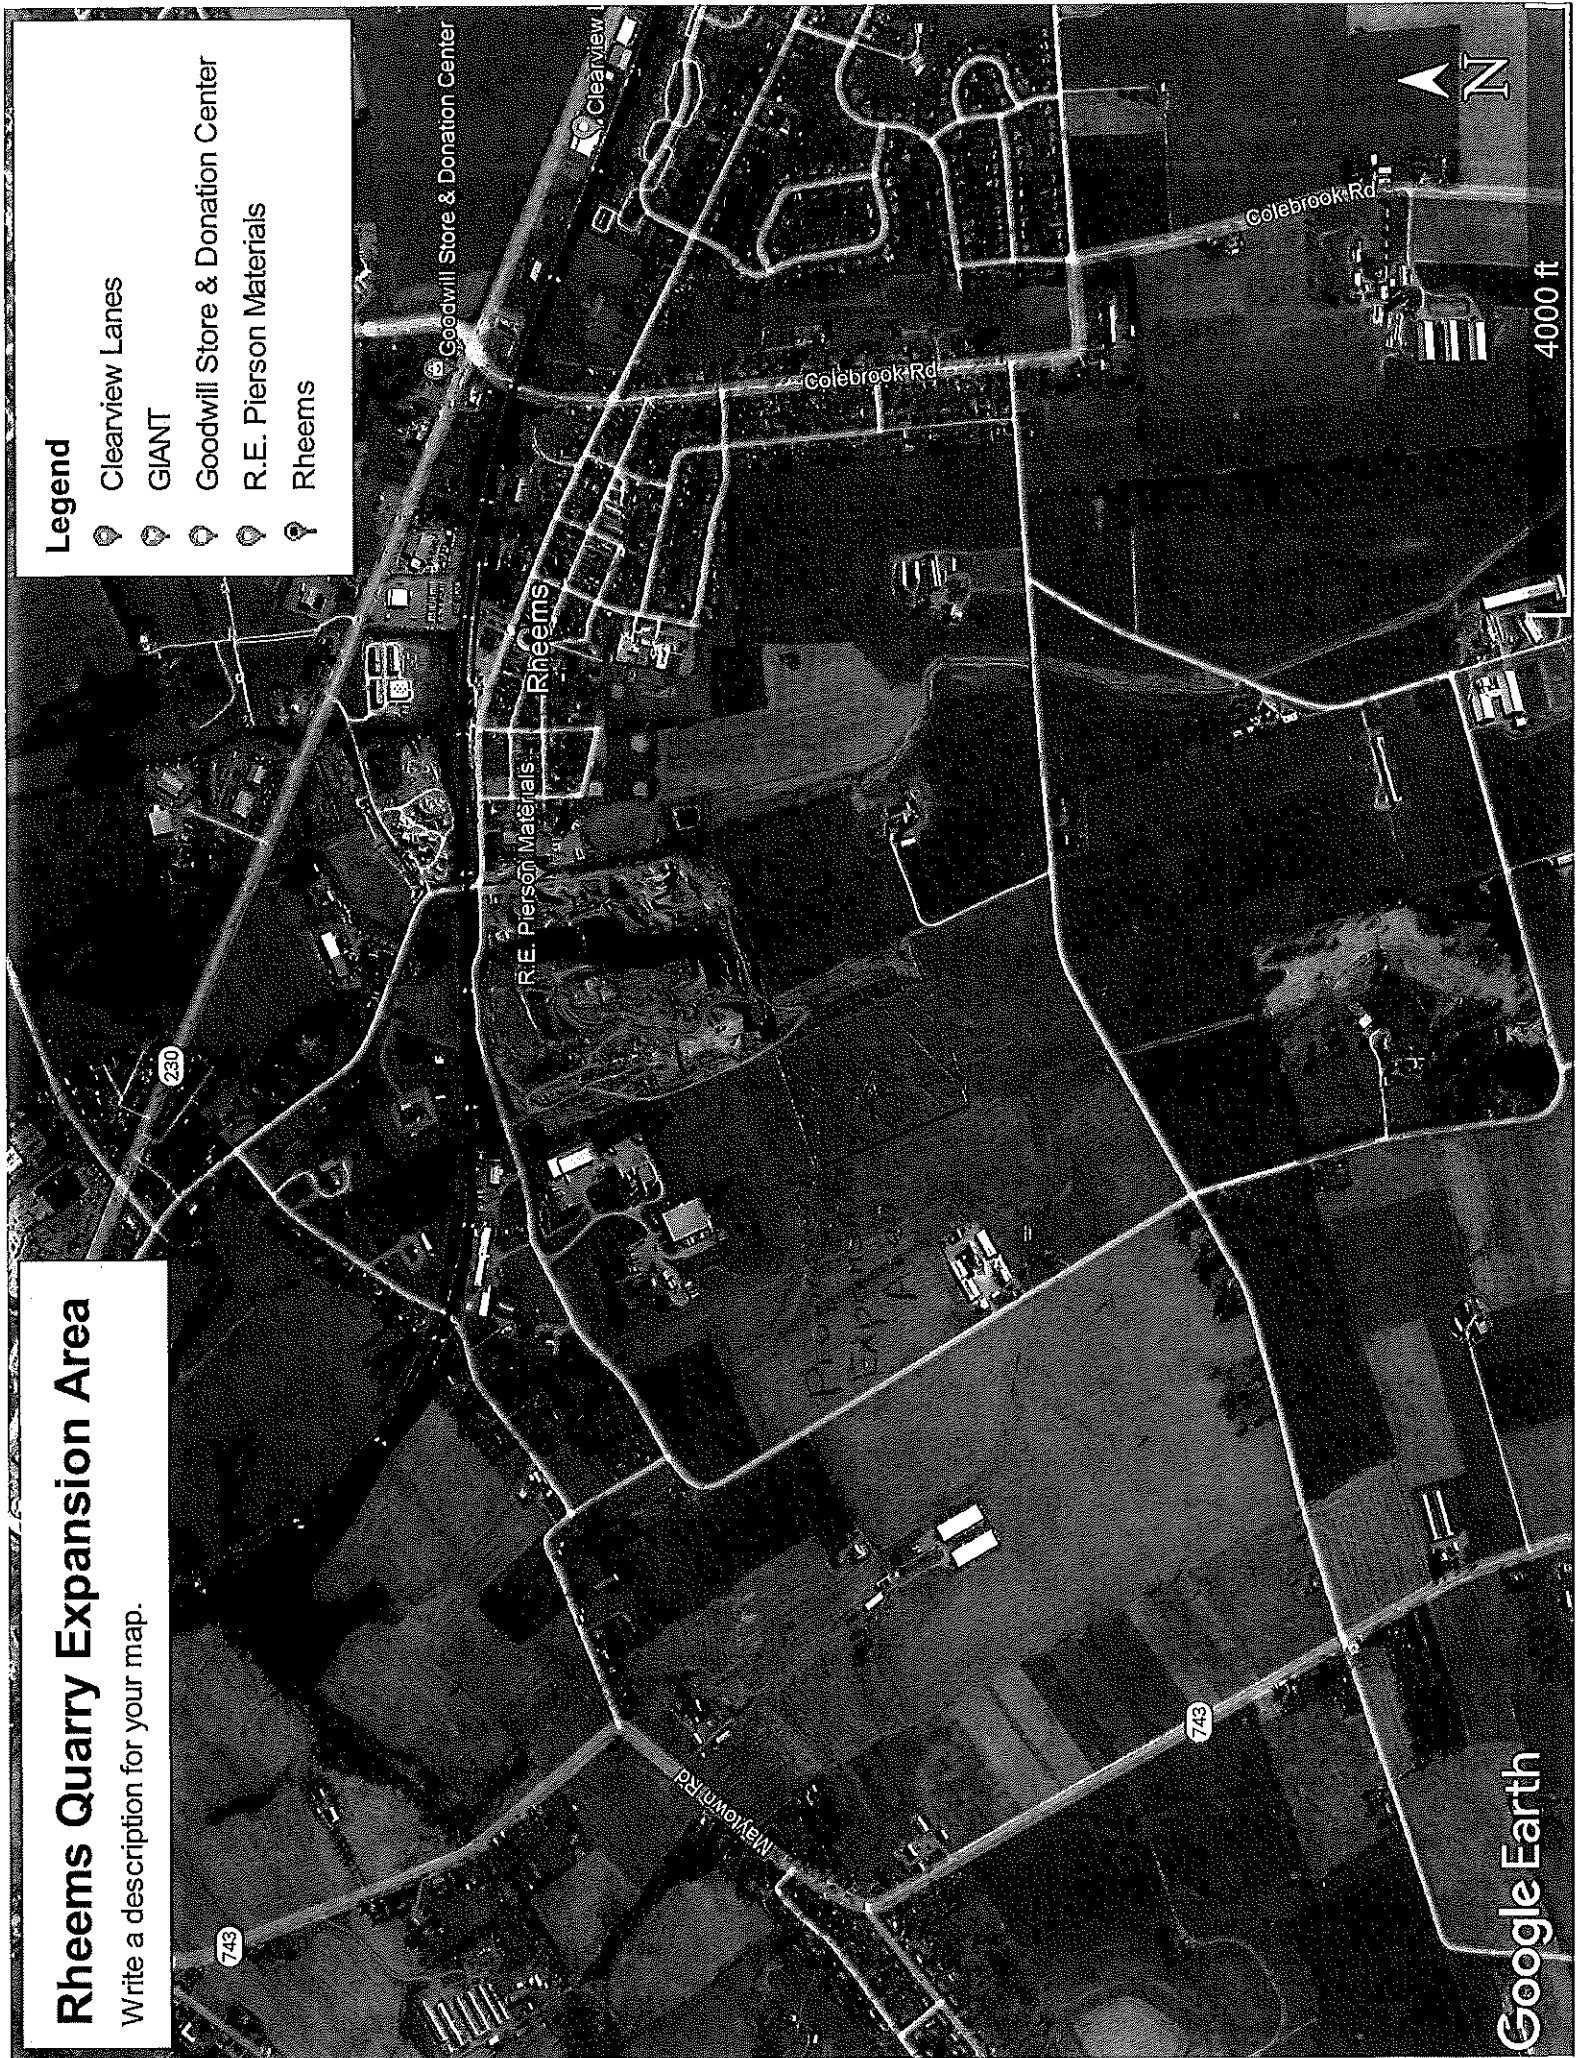 Rheems Quarry Expansion Area
Write a description for your map.
Legend
Clearview Lanes
GIANT
Goodwill Store & Donation Center
R.E. Pierson Materials
Rheems
Goodwill Store & Donation Center
Clearview L
230
743
Rheems
R.E. Pierson Materials
Colebrook Rd
Colebrook Rd
Maytown Rd
743
Expansion
Google Earth
4000 ft
N